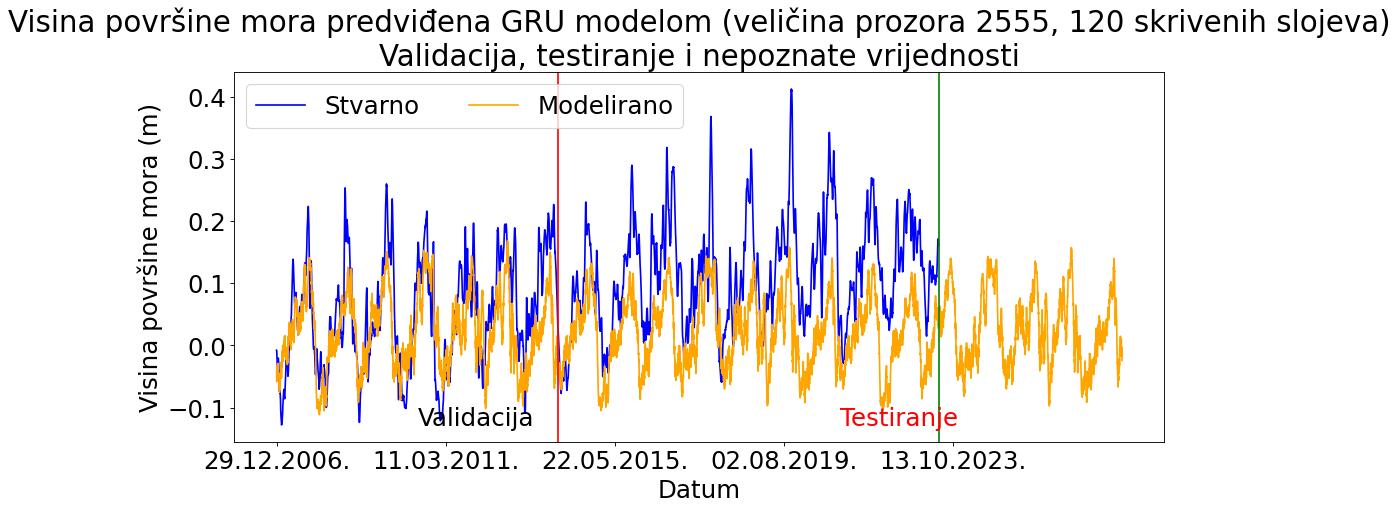 Visina površine mora predviđena GRU modelom (veličina prozora 2555, 120 skrivenih slojeva)
Validacija, testiranje i nepoznate vrijednosti
Stvarno
Modelirano
Visina površine mora (m)
0.4
0.3
0.2
0.1
0.0
−0.1
Validacija
Testiranje
29.12.2006.
11.03.2011.
22.05.2015.
02.08.2019.
13.10.2023.
Datum